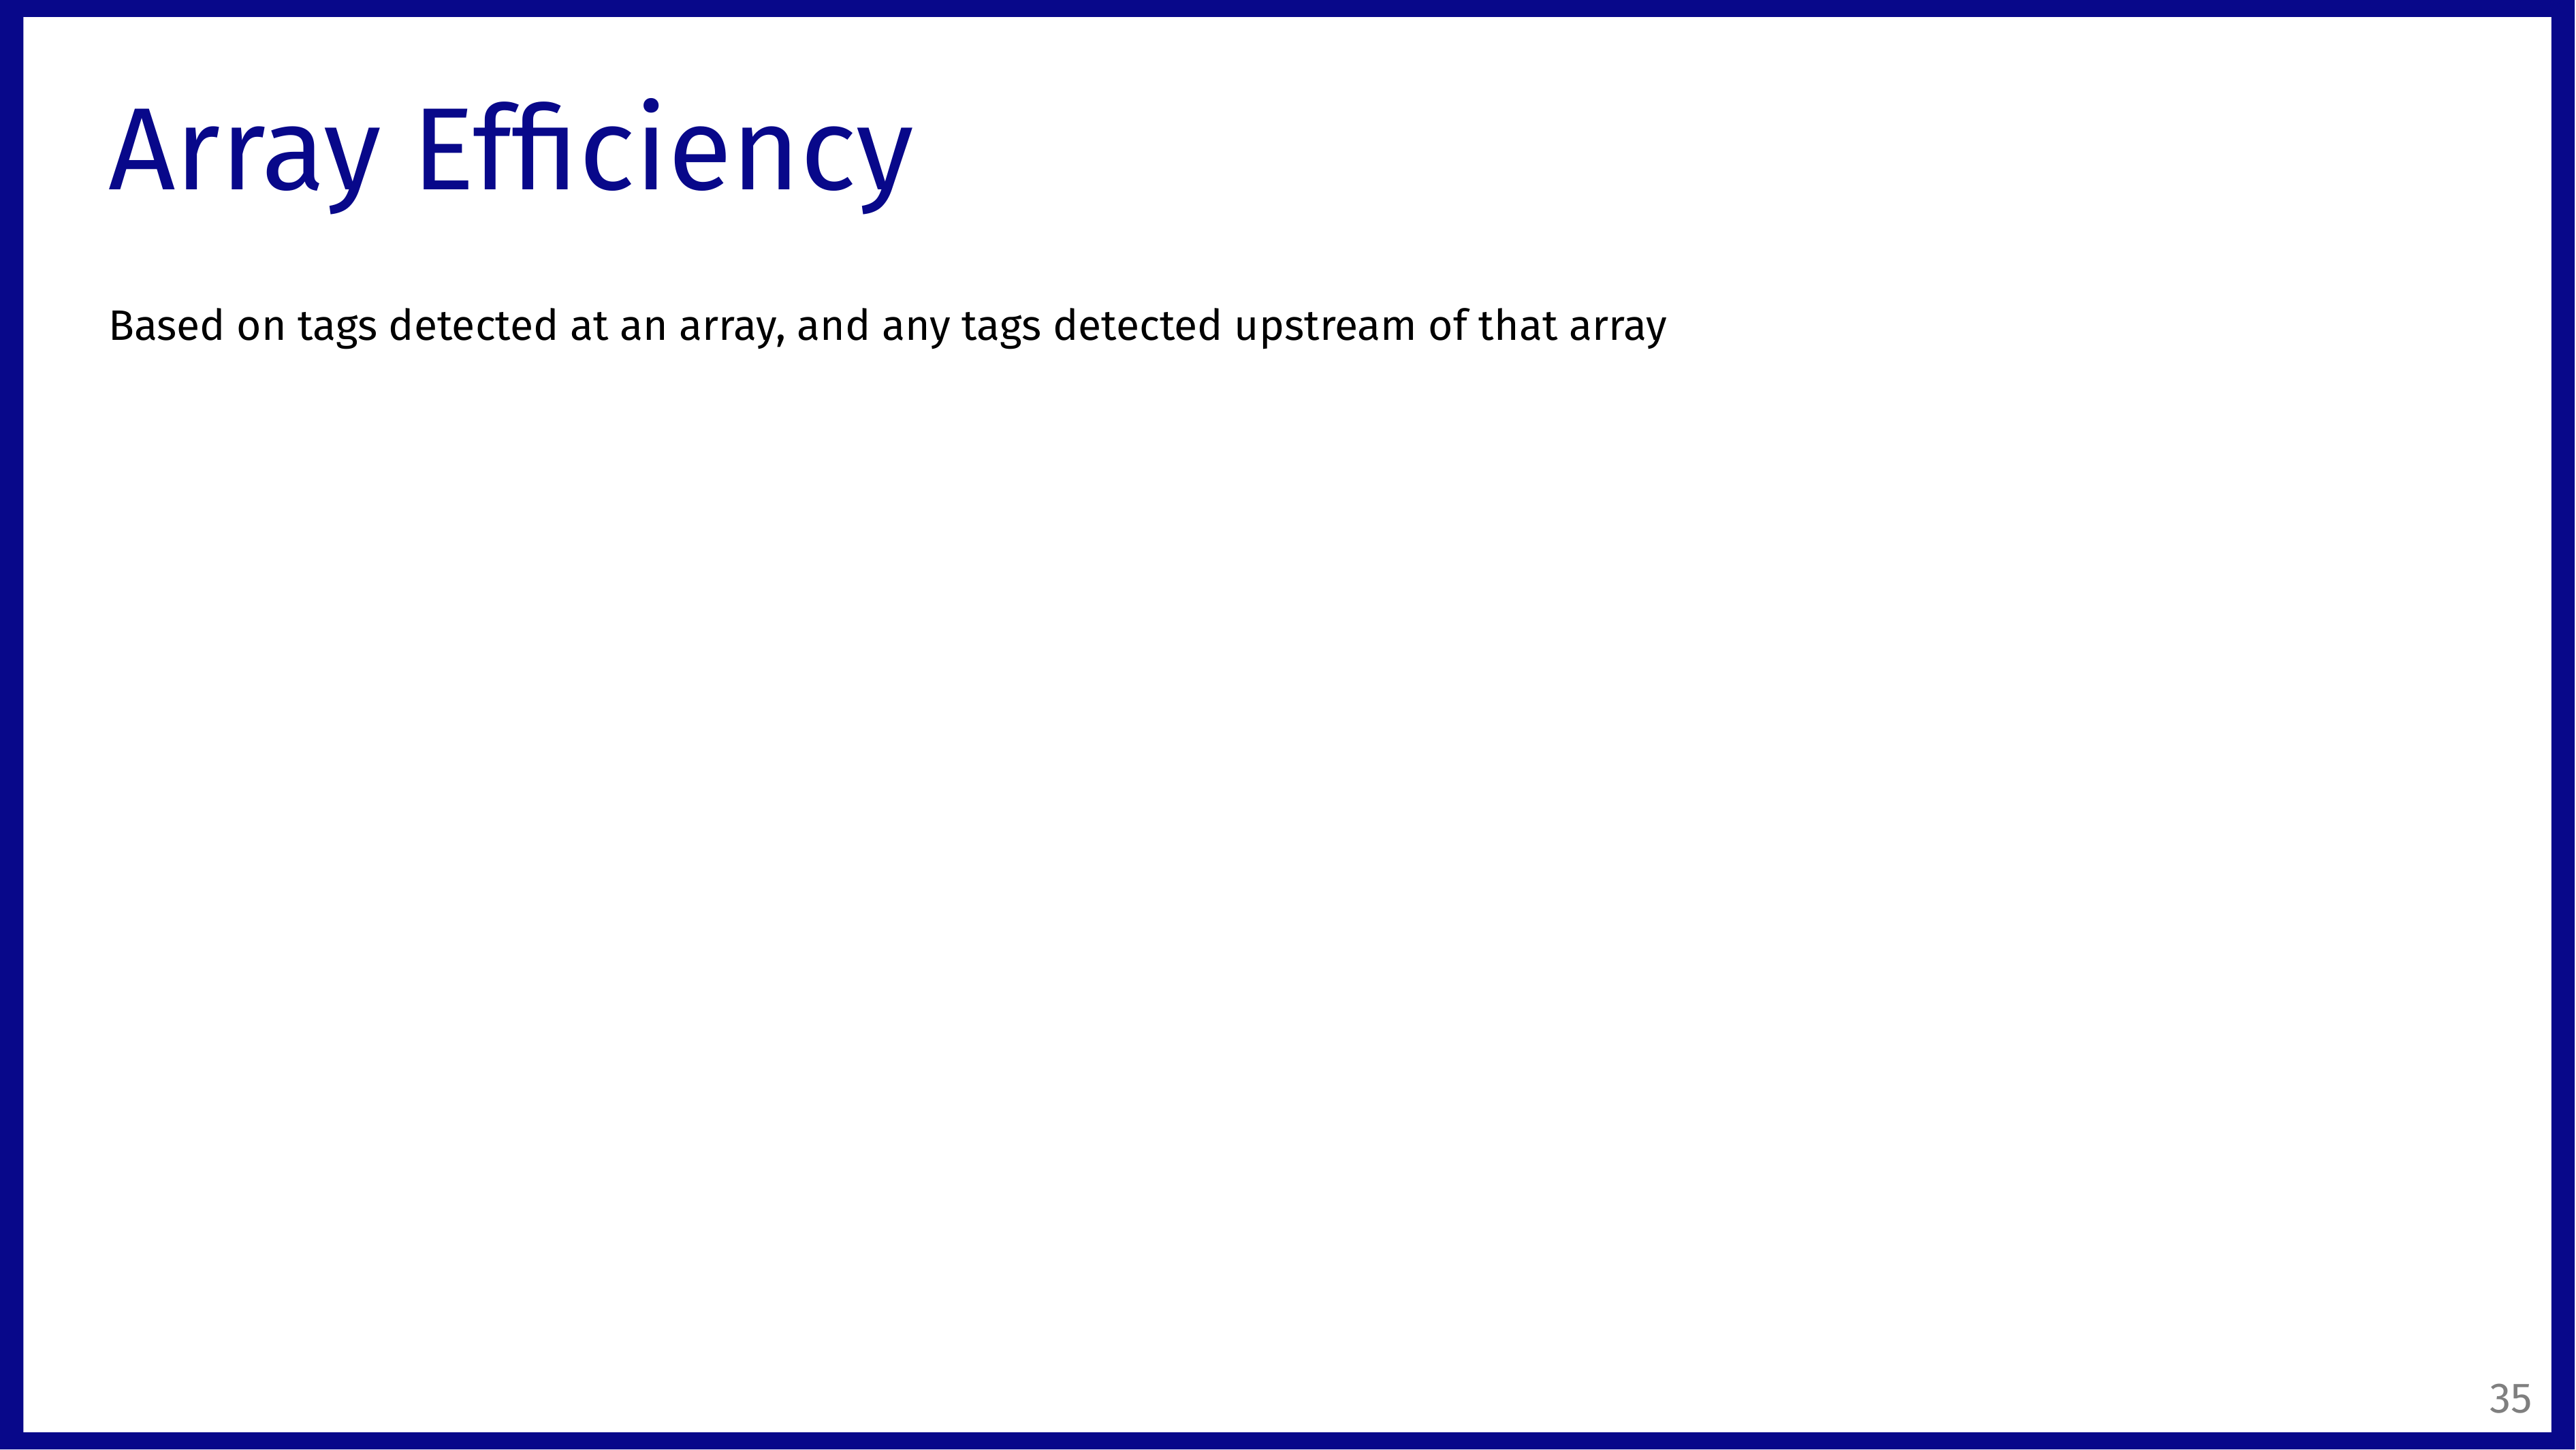 Array Efficiency
Based on tags detected at an array, and any tags detected upstream of that array
35